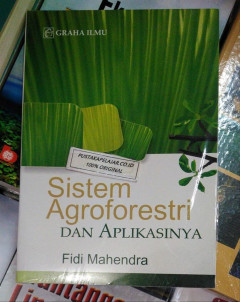 GRAHA ILMU
PUSTAKAPELAJAR.CO.ID
100% ORIGINAL
Sistem
Agroforestri
DAN APLIKASINYA
Fidi Mahendra